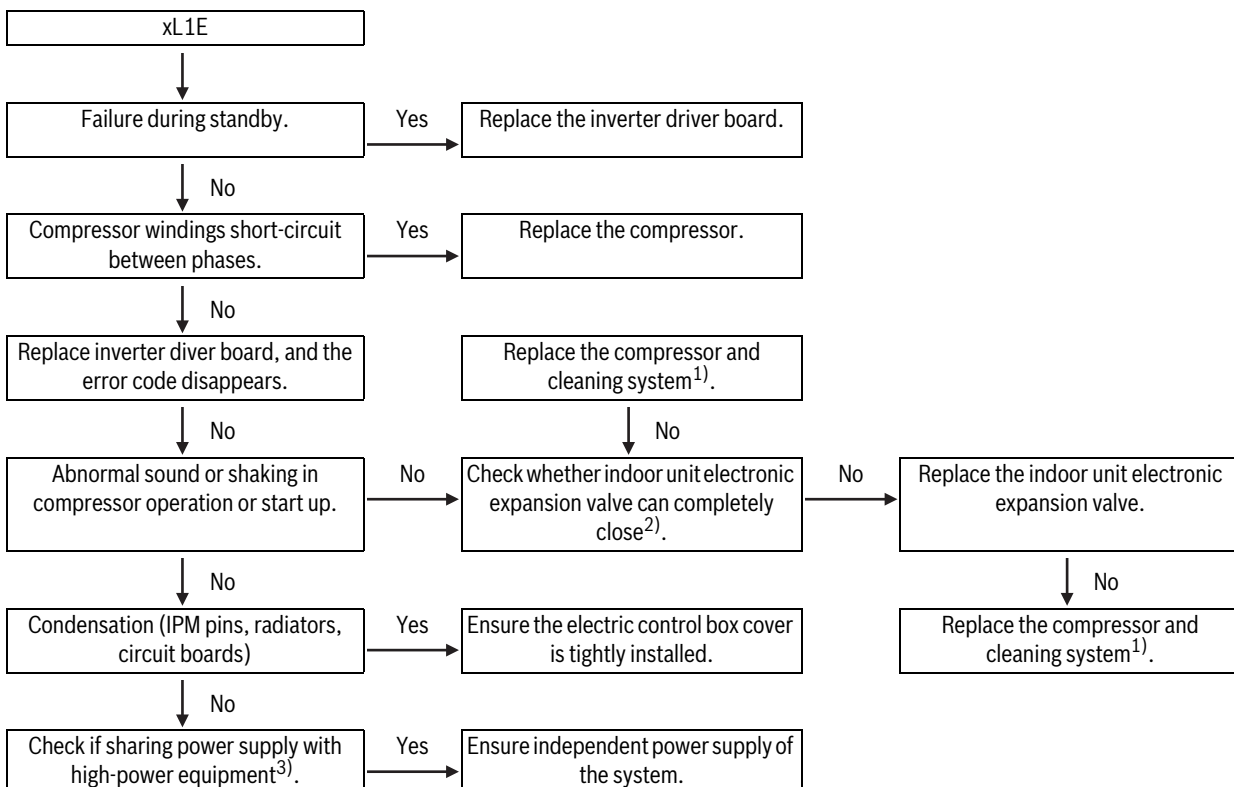 xL1E
Failure during standby.
Yes
Replace the inverter driver board.
No
Compressor windings short-circuit
between phases.
Yes
Replace the compressor.
No
Replace inverter diver board, and the
error code disappears.
Replace the compressor and
cleaning system1).
No
No
Abnormal sound or shaking in
compressor operation or start up.
No
Check whether indoor unit electronic
expansion valve can completely
close2).
No
Replace the indoor unit electronic
expansion valve.
No
No
Condensation (IPM pins, radiators,
circuit boards)
Yes
Ensure the electric control box cover
is tightly installed.
Replace the compressor and
cleaning system1).
No
Check if sharing power supply with
high-power equipment3).
Yes
Ensure independent power supply of
the system.